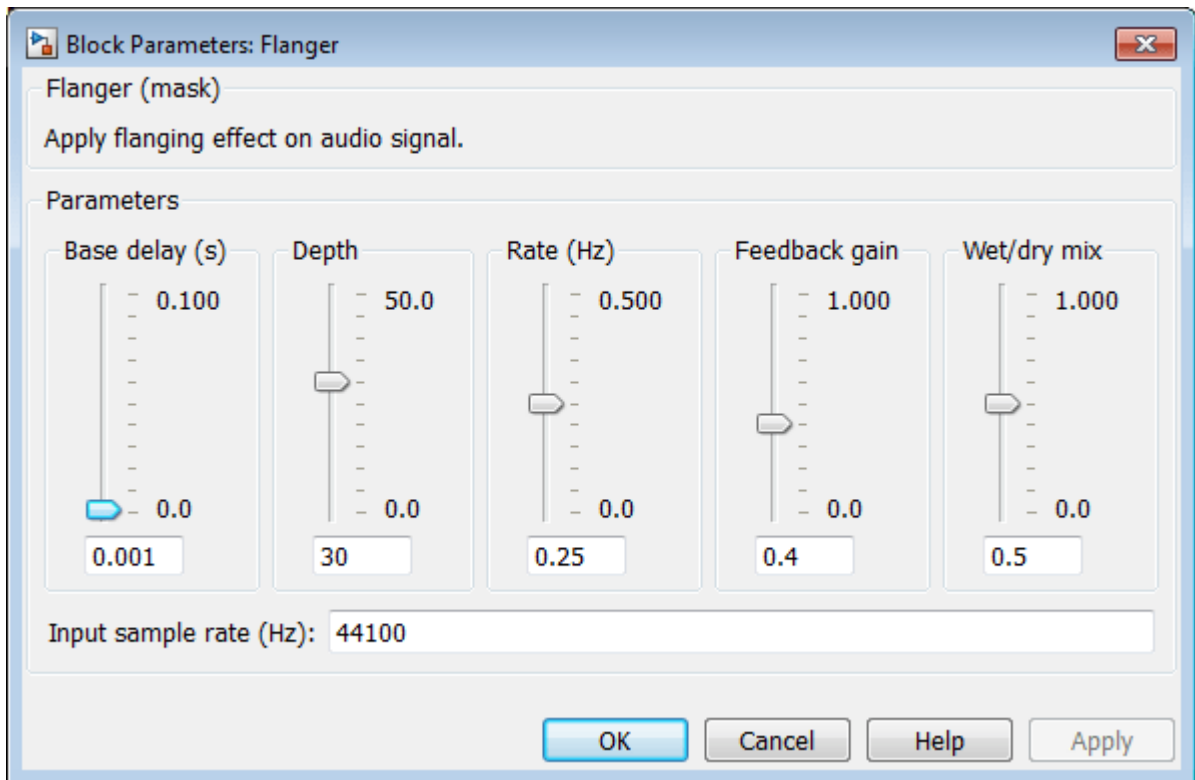 Block Parameters: Flanger
Flanger (mask)
Apply flanging effect on audio signal.
Parameters
Base delay (s) Depth Rate (Hz) Feedback gain Wet/dry mix
0.100 50.0 0.500 1.000 1.000
0.0 0.0 0.0 0.0 0.0
0.001 30 0.25 0.4 0.5
Input sample rate (Hz): 44100
OK Cancel Help Apply